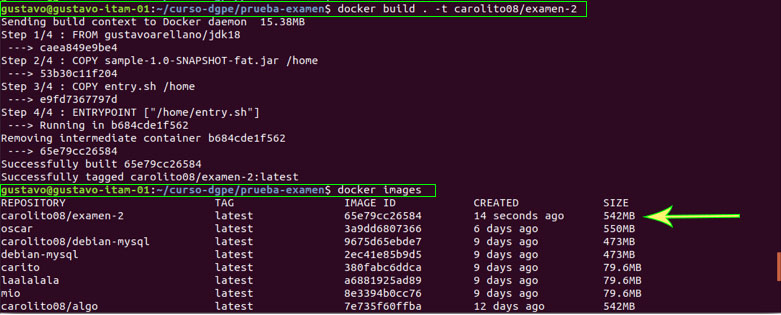 gustavo@gustavo-itam-01:~/curso-dgpe/prueba-examen$ docker build . -t carolito08/examen-2
Sending build context to Docker daemon  15.38MB
Step 1/4 : FROM gustavoarellano/jdk18
 ---> caea849e9be4
Step 2/4 : COPY sample-1.0-SNAPSHOT-fat.jar /home
 ---> 53b30c11f204
Step 3/4 : COPY entry.sh /home
 ---> e9fd7367797d
Step 4/4 : ENTRYPOINT ["/home/entry.sh"]
 ---> Running in b684cde1f562
Removing intermediate container b684cde1f562
 ---> 65e79cc26584
Successfully built 65e79cc26584
Successfully tagged carolito08/examen-2:latest
gustavo@gustavo-itam-01:~/curso-dgpe/prueba-examen$ docker images
REPOSITORY TAG IMAGE ID CREATED SIZE
carolito08/examen-2 latest 65e79cc26584 14 seconds ago 542MB
oscar latest 3a9dd6807366 6 days ago 550MB
carolito08/debian-mysql latest 9675d65ebde7 9 days ago 473MB
debian-mysql latest 2ec41e85b9d5 9 days ago 473MB
carito latest 380fabc6ddca 9 days ago 79.6MB
laalalala latest a6881925ad89 9 days ago 79.6MB
mio latest 8e3394b0cc76 9 days ago 79.6MB
carolito08/algo latest 7e735f60ffba 12 days ago 542MB